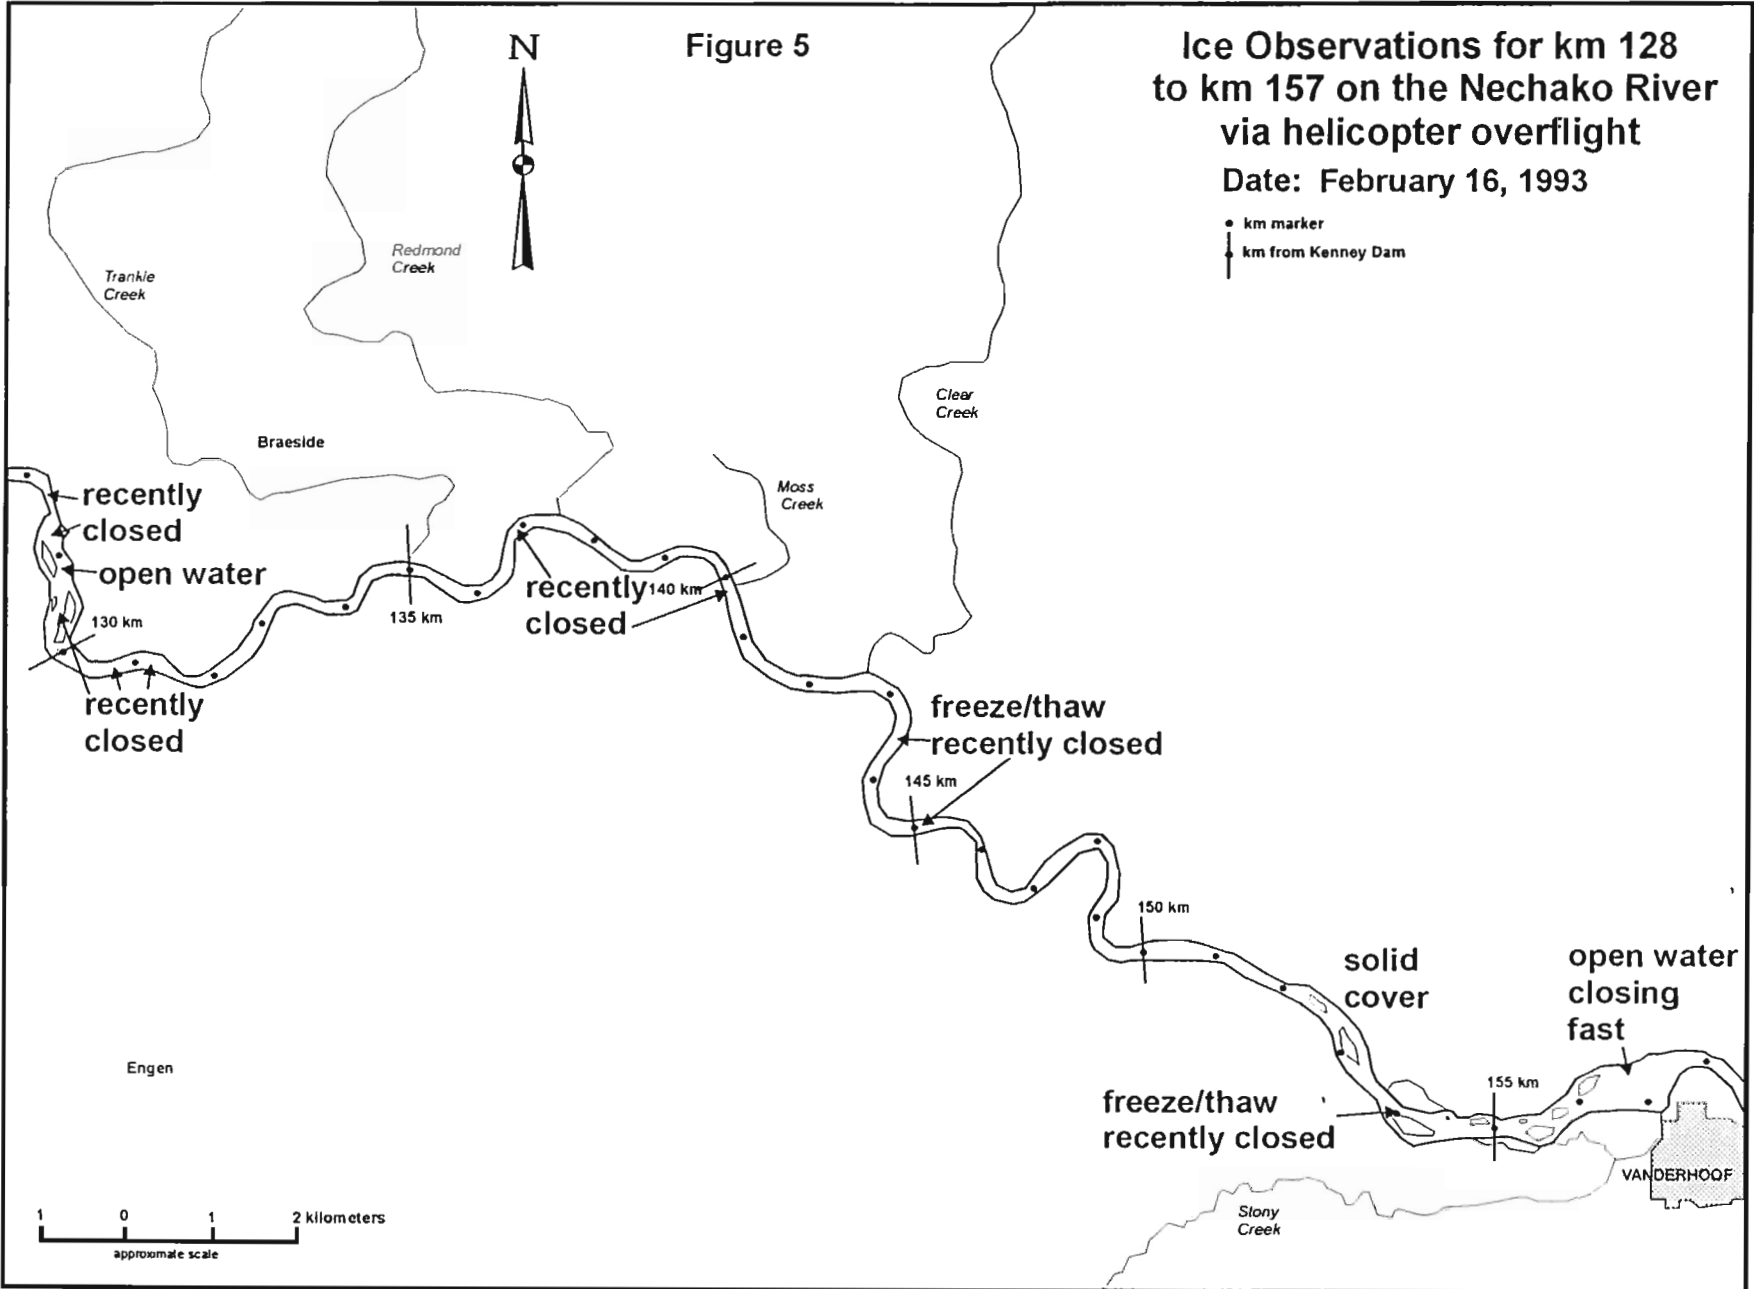 Figure 5
Ice Observations for km 128
to km 157 on the Nechako River
via helicopter overflight
Date: February 16, 1993
km marker
km from Kenney Dam
N
Redmond
Creek
Trankle
Creek
Clear
Creek
Braeside
Moss
Creek
recently
closed
open water
130 km
135 km
recently
closed
140 km
recently
closed
freeze/thaw
recently closed
145 km
150 km
solid
cover
open water
closing
fast
Engen
155 km
freeze/thaw
recently closed
VANDERHOOF
Stony
Creek
1 0 1 2 kilometers
approximate scale